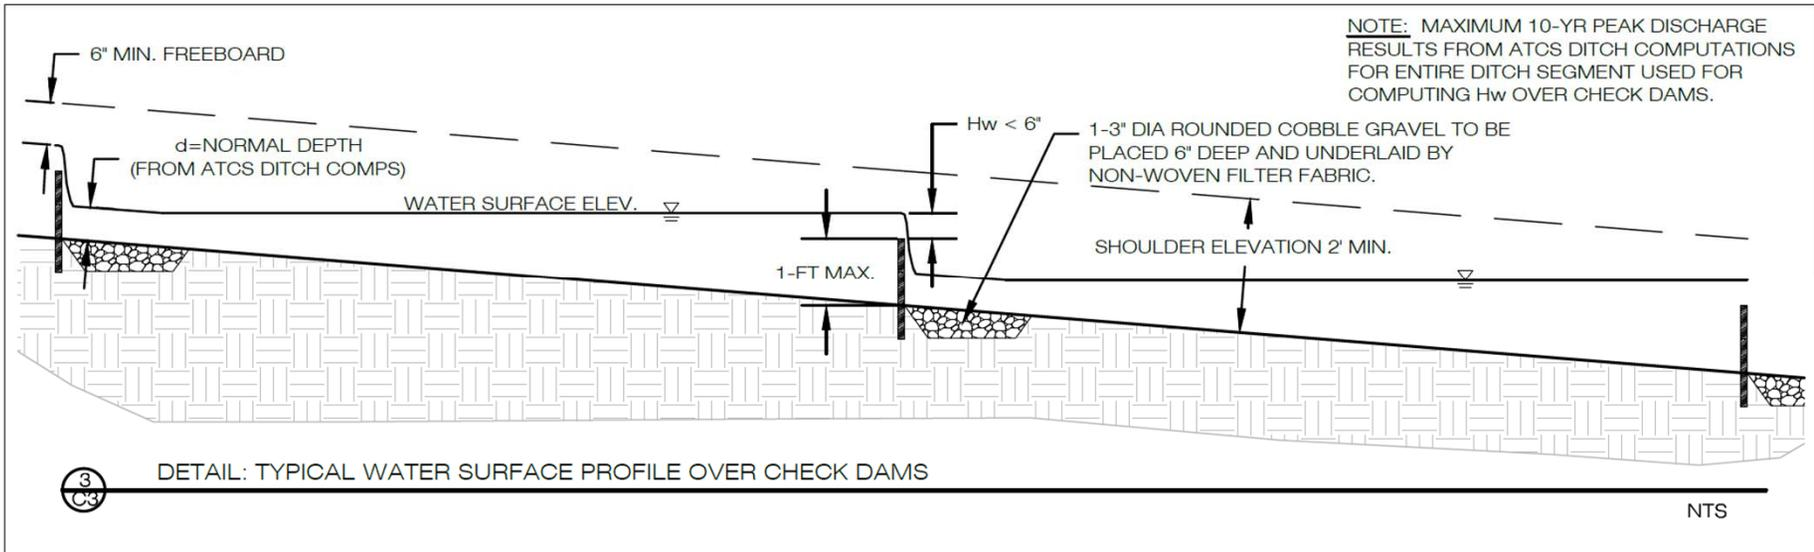 NOTE: MAXIMUM 10-YR PEAK DISCHARGE
RESULTS FROM ATCS DITCH COMPUTATIONS
FOR ENTIRE DITCH SEGMENT USED FOR
COMPUTING Hw OVER CHECK DAMS.
6" MIN. FREEBOARD
d=NORMAL DEPTH
(FROM ATCS DITCH COMPS)
WATER SURFACE ELEV.
Hw < 6"
1-3" DIA ROUNDED COBBLE GRAVEL TO BE
PLACED 6" DEEP AND UNDERLAID BY
NON-WOVEN FILTER FABRIC.
SHOULDER ELEVATION 2' MIN.
1-FT MAX.
3
C3
DETAIL: TYPICAL WATER SURFACE PROFILE OVER CHECK DAMS
NTS